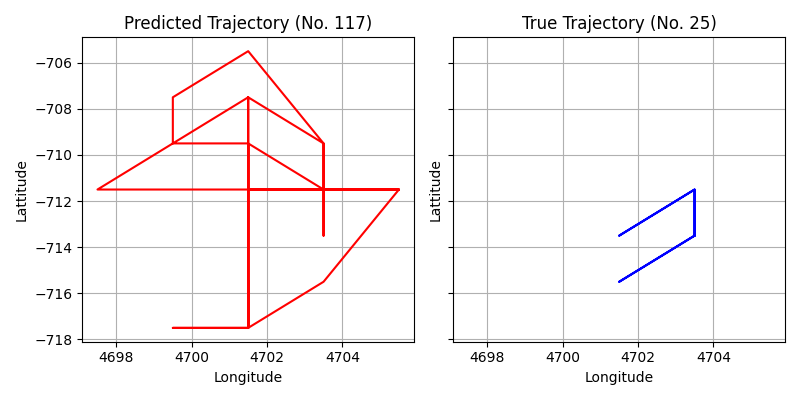 Predicted Trajectory (No. 117)
True Trajectory (No. 25)
Lattitude
−706
−708
−710
−712
−714
−716
−718
4698
4700
4702
4704
Longitude
Lattitude
4698
4700
4702
4704
Longitude